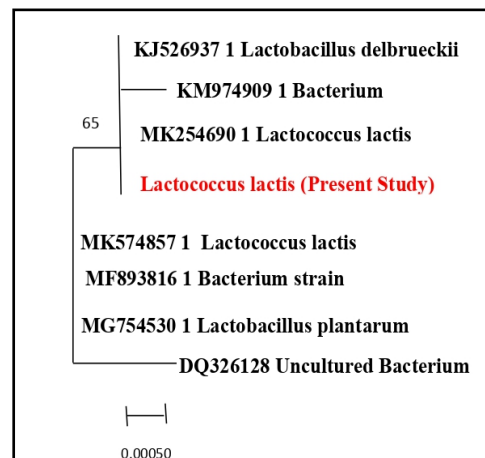 KJ526937 1 Lactobacillus delbrueckii
KM974909 1 Bacterium
65
MK254690 1 Lactococcus lactis
Lactococcus lactis (Present Study)
MK574857 1 Lactococcus lactis
MF893816 1 Bacterium strain
MG754530 1 Lactobacillus plantarum
DQ326128 Uncultured Bacterium
0.00050